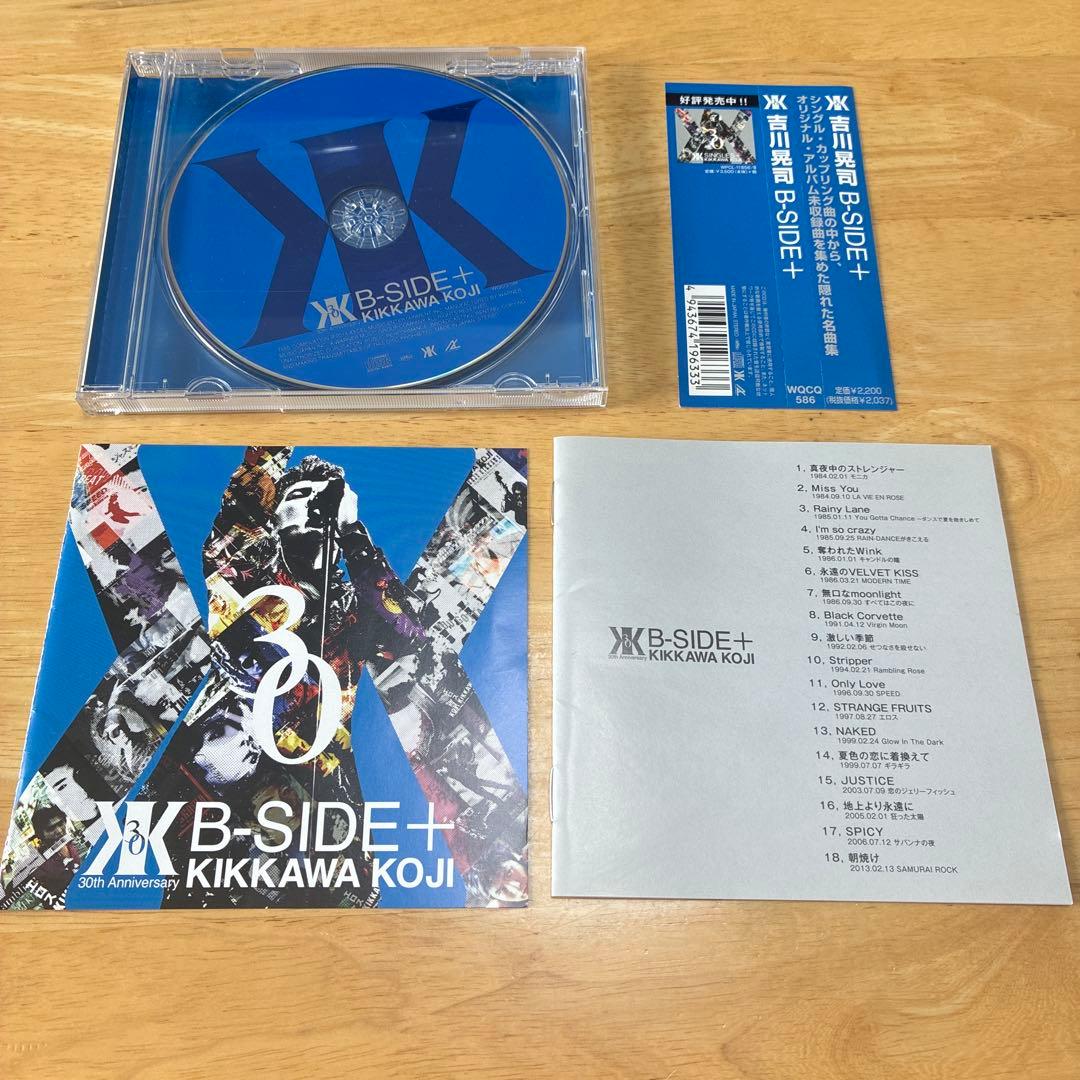 B-SIDE+
KIKKAWA KOJI
好評発売中!!
30
SINGLES
KIKKAWA KOJI
吉川晃司 B-SIDE+
シングル・カップリング曲の中から、
オリジナル・アルバム未収録曲を集めた隠れた名曲集
吉川晃司 B-SIDE+
4943674196333
WQCQ
586
定価¥2,200
(税抜価格¥2,037)
30
30
B-SIDE+
30th Anniversary
KIKKAWA KOJI
B-SIDE+
30th Anniversary
KIKKAWA KOJI
1, 真夜中のストレンジャー
1984.02.01 モニカ
2, Miss You
1984.09.10 LA VIE EN ROSE
3, Rainy Lane
1985.01.11 You Gotta Chance ~ダンスで夏を抱きしめて
4, I'm so crazy
1985.09.25 RAIN-DANCEがきこえる
5, 奪われたWink
1986.01.01 キャンドルの瞳
6, 永遠のVELVET KISS
1986.03.21 MODERN TIME
7, 無口なmoonlight
1986.09.30 すべてはこの夜に
8, Black Corvette
1991.04.12 Virgin Moon
9, 激しい季節
1992.02.06 せつなさを殺せない
10, Stripper
1994.02.21 Rambling Rose
11, Only Love
1996.09.30 SPEED
12, STRANGE FRUITS
1997.08.27 エロス
13, NAKED
1999.02.24 Glow In The Dark
14, 夏色の恋に着換えて
1999.07.07 ギラギラ
15, JUSTICE
2003.07.09 恋のジェリーフィッシュ
16, 地上より永遠に
2005.02.01 狂った太陽
17, SPICY
2006.07.12 サバンナの夜
18, 朝焼け
2013.02.13 SAMURAI ROCK